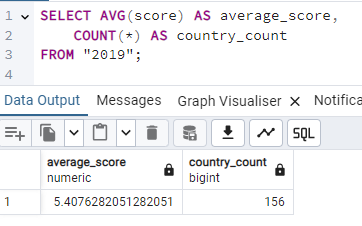 1 SELECT AVG(score) AS average_score,
2 COUNT(*) AS country_count
3 FROM "2019";
4
Data Output Messages Graph Visualiser × Notifica
SQL
average_score country_count
numeric bigint
1 5.4076282051282051 156